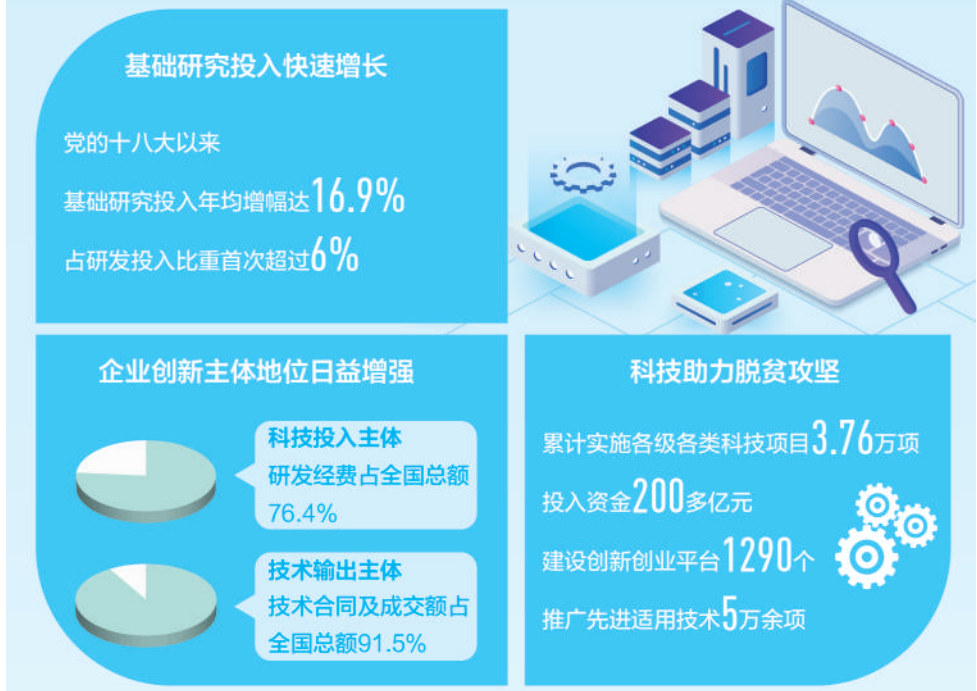 基础研究投入快速增长
党的十八大以来
基础研究投入年均增幅达16.9%
占研发投入比重首次超过6%
企业创新主体地位日益增强
科技投入主体
研发经费占全国总额
76.4%
技术输出主体
技术合同及成交额占
全国总额91.5%
科技助力脱贫攻坚
累计实施各级各类科技项目3.76万项
投入资金200多亿元
建设创新创业平台1290个
推广先进适用技术5万余项